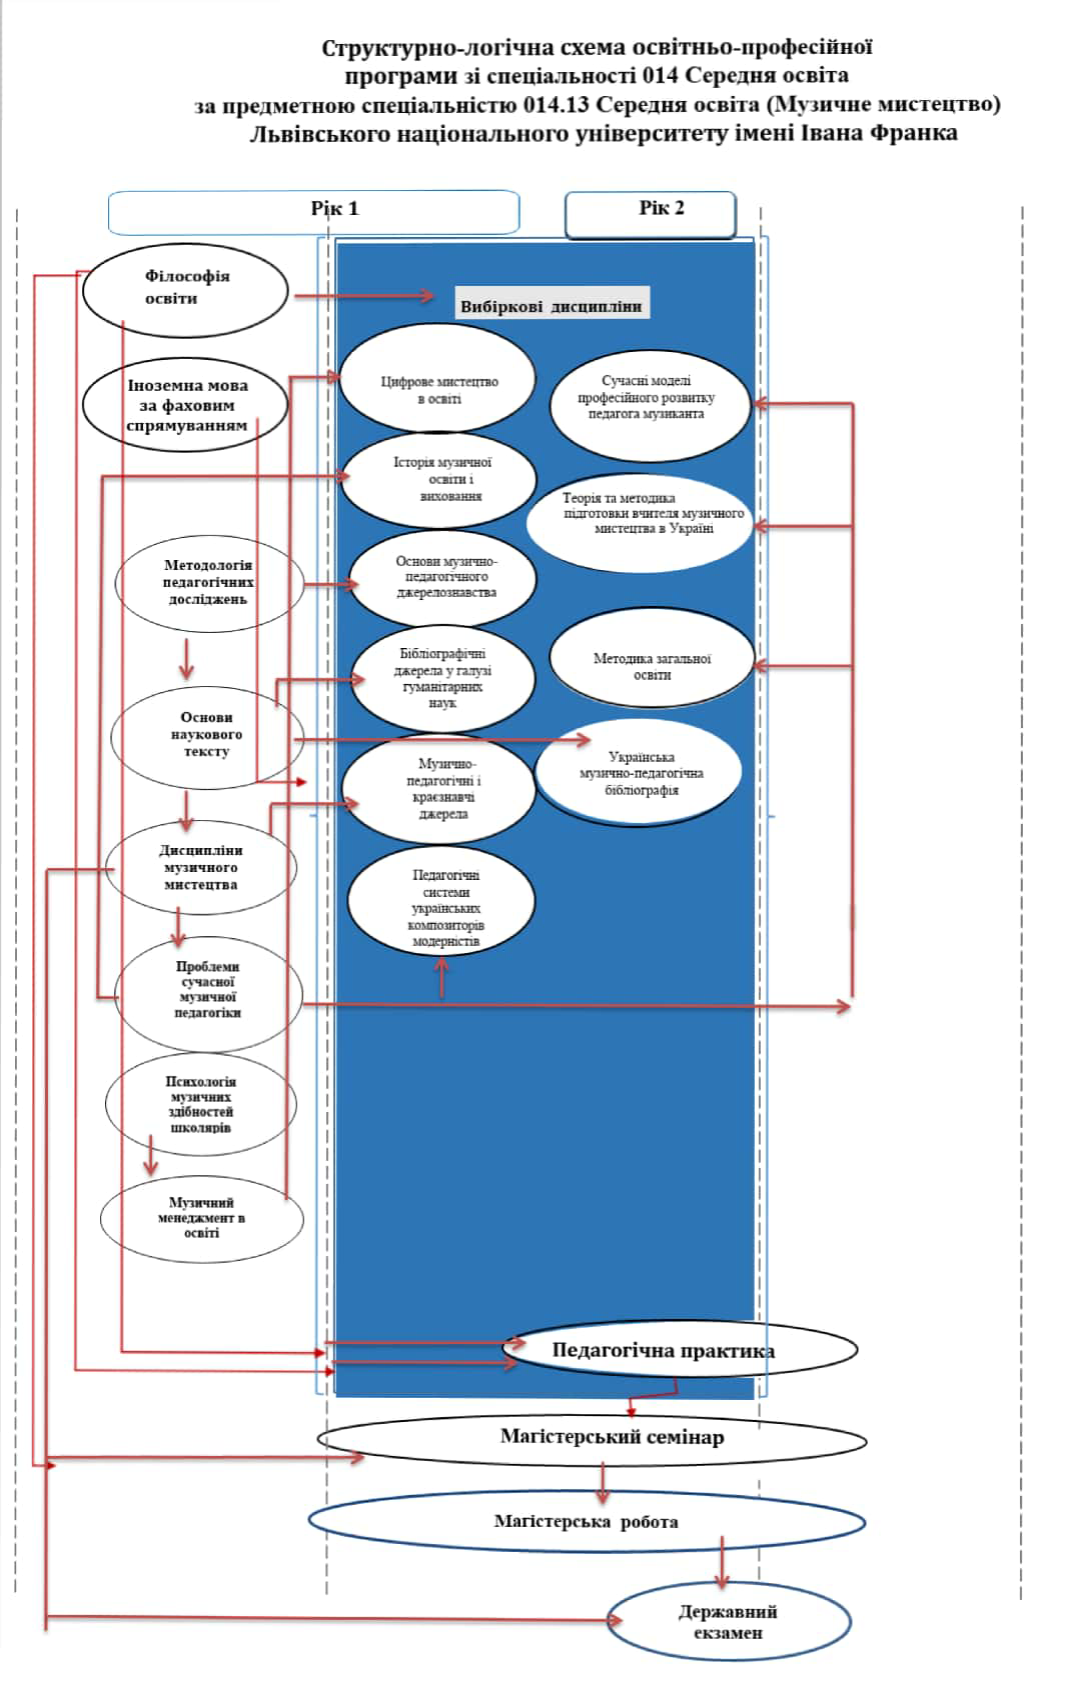 Структурно-логічна схема освітньо-професійної
програми зі спеціальності 014 Середня освіта
за предметною спеціальністю 014.13 Середня освіта (Музичне мистецтво)
Львівського національного університету імені Івана Франка
Рік 1
Рік 2
Філософія
освіти
Вибіркові дисципліни
Іноземна мова
за фаховим
спрямуванням
Цифрове мистецтво
в освіті
Сучасні моделі
професійного розвитку
педагога музиканта
Історія музичної
освіти і
виховання
Теорія та методика
підготовки вчителя музичного
мистецтва в Україні
Методологія
педагогічних
досліджень
Основи музично-
педагогічного
джерелознавства
Бібліографічні
джерела у галузі
гуманітарних
наук
Методика загальної
освіти
Основи
наукового
тексту
Музично-
педагогічні і
краєзнавчі
джерела
Українська
музично-педагогічна
бібліографія
Дисципліни
музичного
мистецтва
Педагогічні
системи
українських
композиторів
модерністів
Проблеми
сучасної
музичної
педагогіки
Психологія
музичних
здібностей
школярів
Музичний
менеджмент в
освіті
Педагогічна практика
Магістерський семінар
Магістерська робота
Державний
екзамен